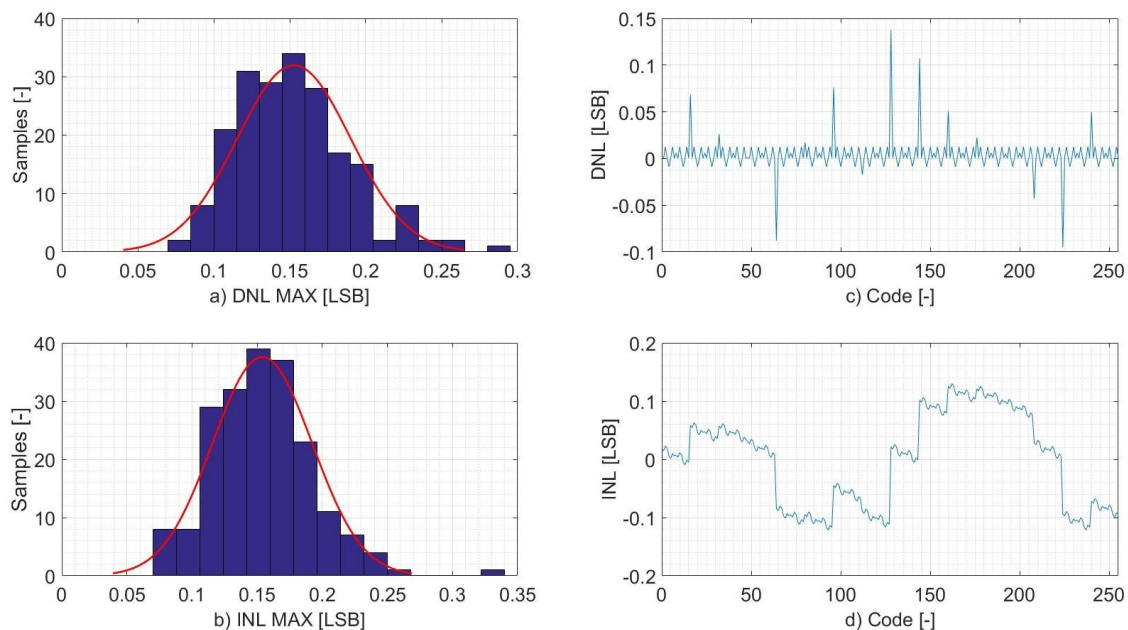 40
30
20
10
0
Samples [-]
0 0.05 0.1 0.15 0.2 0.25 0.3
a) DNL MAX [LSB]
0.15
0.1
0.05
0
-0.05
-0.1
DNL [LSB]
0 50 100 150 200 250
c) Code [-]
40
30
20
10
0
Samples [-]
0 0.05 0.1 0.15 0.2 0.25 0.3 0.35
b) INL MAX [LSB]
0.2
0.1
0
-0.1
-0.2
INL [LSB]
0 50 100 150 200 250
d) Code [-]